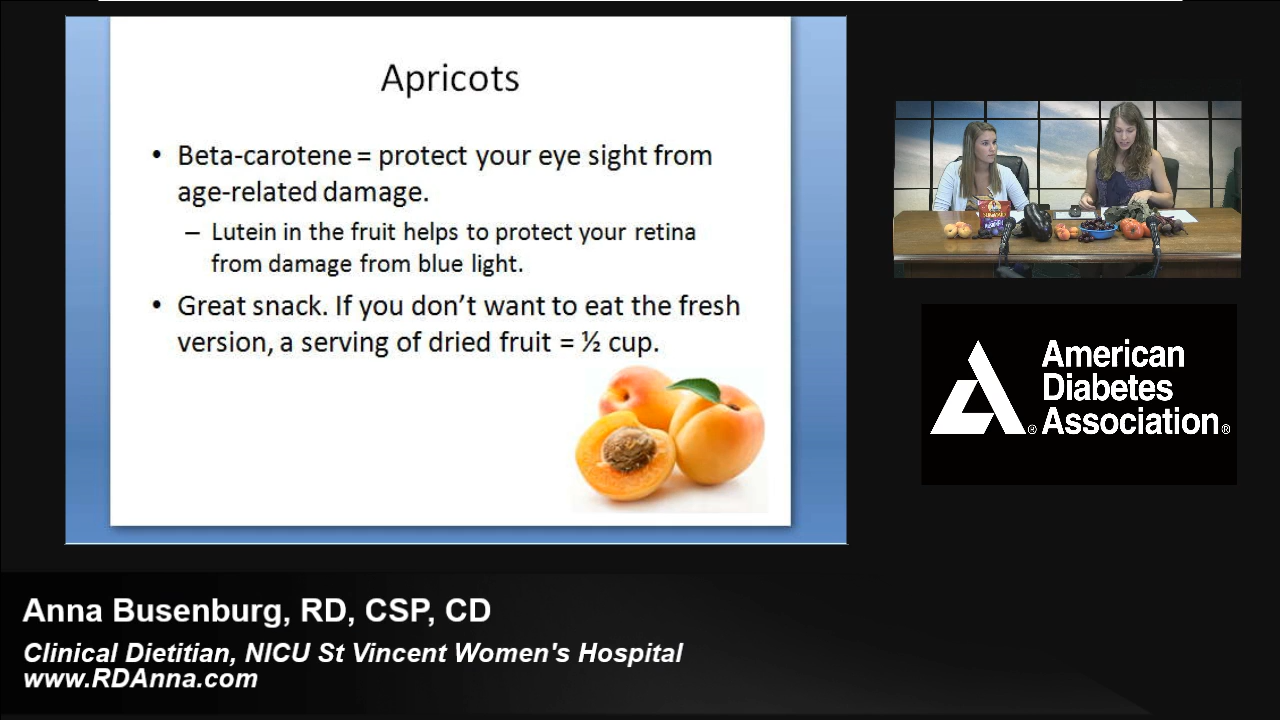 Apricots
• Beta-carotene = protect your eye sight from
age-related damage.
– Lutein in the fruit helps to protect your retina
from damage from blue light.
• Great snack. If you don’t want to eat the fresh
version, a serving of dried fruit = ½ cup.
American
Diabetes
Association®
Anna Busenburg, RD, CSP, CD
Clinical Dietitian, NICU St Vincent Women's Hospital
www.RDAnna.com